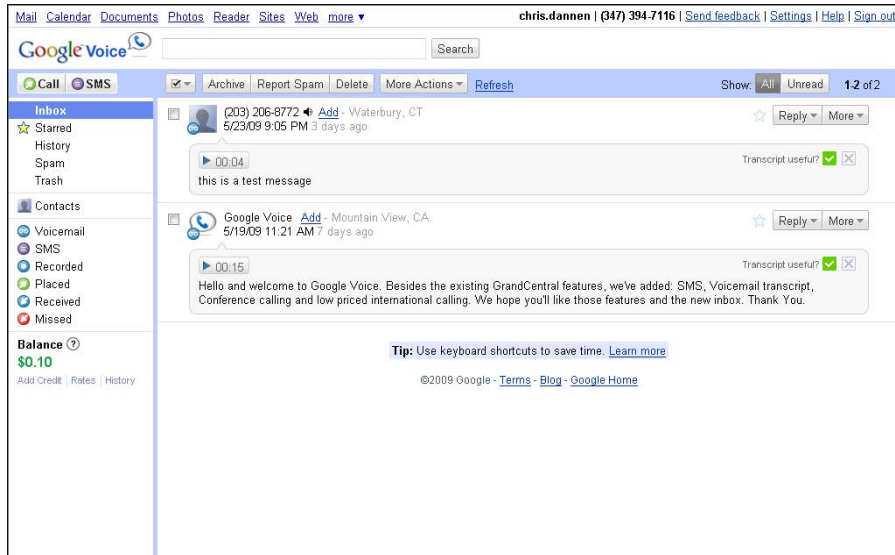 Mail Calendar Documents Photos Reader Sites Web more ▼ chris.dannen | (347) 394-7116 | Send feedback | Settings | Help | Sign out
Google Voice Search
Call SMS Archive Report Spam Delete More Actions Refresh Show: All Unread 1-2 of 2
Inbox
Starred
History
Spam
Trash
Contacts
Voicemail
SMS
Recorded
Placed
Received
Missed
Balance ?
$0.10
Add Credit | Rates | History
(203) 206-8772 Add - Waterbury, CT Reply More
5/23/09 9:05 PM 3 days ago
00:04 Transcript useful?
this is a test message
Google Voice Add - Mountain View, CA Reply More
5/19/09 11:21 AM 7 days ago
00:15 Transcript useful?
Hello and welcome to Google Voice. Besides the existing GrandCentral features, we've added: SMS, Voicemail transcript,
Conference calling and low priced international calling. We hope you'll like those features and the new inbox. Thank You.
Tip: Use keyboard shortcuts to save time. Learn more
©2009 Google - Terms - Blog - Google Home